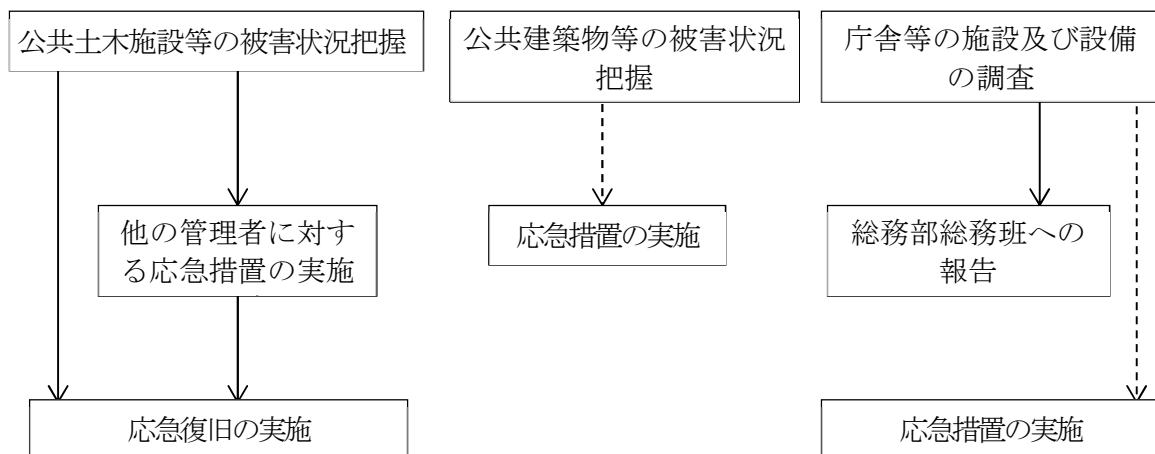 公共土木施設等の被害状況把握
公共建築物等の被害状況
把握
庁舎等の施設及び設備
の調査
他の管理者に対す
る応急措置の実施
応急措置の実施
総務部総務班への
報告
応急復旧の実施
応急措置の実施